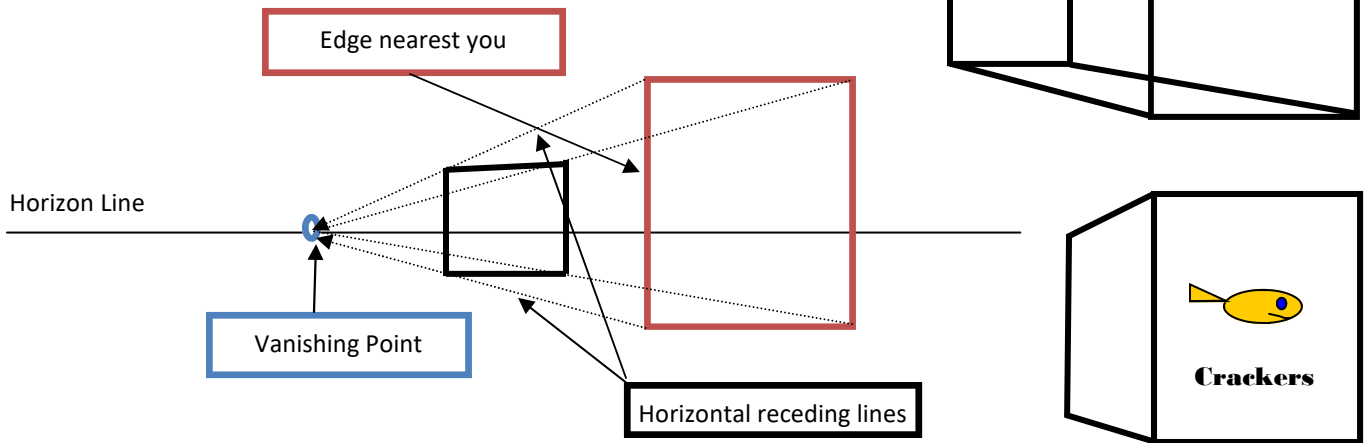 Edge nearest you
Horizon Line
Vanishing Point
Horizontal receding lines
Crackers